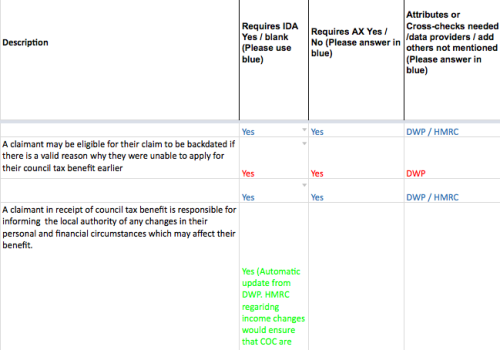 Description
Requires IDA
Yes / blank
(Please use
blue)
Requires AX Yes /
No (Please answer in
blue)
Attributes or
Cross-checks needed
/data providers / add
others not mentioned
(Please answer in
blue)
Yes
Yes
DWP / HMRC
A claimant may be eligible for their claim to be backdated if
there is a valid reason why they were unable to apply for
their council tax benefit earlier
Yes
Yes
DWP
Yes
Yes
DWP / HMRC
A claimant in receipt of council tax benefit is responsible for
informing the local authority of any changes in their
personal and financial circumstances which may affect their
benefit.
Yes (Automatic
update from
DWP. HMRC
regaridng
income changes
would ensure
that COC are